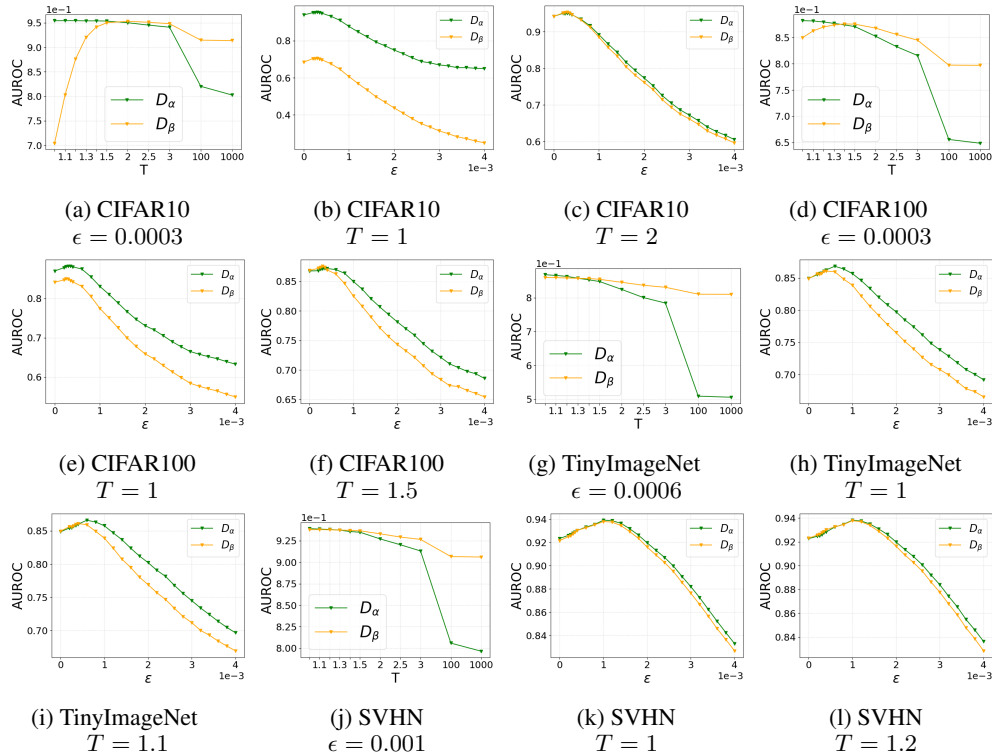 1e−1
9.5
9.0
8.5
8.0
7.5
7.0
AUROC
Dα
Dβ
1.1 1.3 1.5 2 2.5 3 100 1000
T
(a) CIFAR10
ϵ = 0.0003
0.8
0.6
0.4
AUROC
Dα
Dβ
0 1 2 3 4
1e−3
ε
(b) CIFAR10
T = 1
0.9
0.8
0.7
0.6
AUROC
Dα
Dβ
0 1 2 3 4
1e−3
ε
(c) CIFAR10
T = 2
1e−1
8.5
8.0
7.5
7.0
6.5
AUROC
Dα
Dβ
1.1 1.3 1.5 2 2.5 3 100 1000
T
(d) CIFAR100
ϵ = 0.0003
0.8
0.7
0.6
AUROC
Dα
Dβ
0 1 2 3 4
1e−3
ε
(e) CIFAR100
T = 1
0.85
0.80
0.75
0.70
0.65
AUROC
Dα
Dβ
0 1 2 3 4
1e−3
ε
(f) CIFAR100
T = 1.5
1e−1
8
7
6
5
AUROC
Dα
Dβ
1.1 1.3 1.5 2 2.5 3 100 1000
T
(g) TinyImageNet
ϵ = 0.0006
0.85
0.80
0.75
0.70
AUROC
Dα
Dβ
0 1 2 3 4
1e−3
ε
(h) TinyImageNet
T = 1
0.85
0.80
0.75
0.70
AUROC
Dα
Dβ
0 1 2 3 4
1e−3
ε
(i) TinyImageNet
T = 1.1
1e−1
9.25
9.00
8.75
8.50
8.25
8.00
AUROC
Dα
Dβ
1.1 1.3 1.5 2 2.5 3 100 1000
T
(j) SVHN
ϵ = 0.001
0.94
0.92
0.90
0.88
0.86
0.84
AUROC
Dα
Dβ
0 1 2 3 4
1e−3
ε
(k) SVHN
T = 1
0.94
0.92
0.90
0.88
0.86
0.84
AUROC
Dα
Dβ
0 1 2 3 4
1e−3
ε
(l) SVHN
T = 1.2